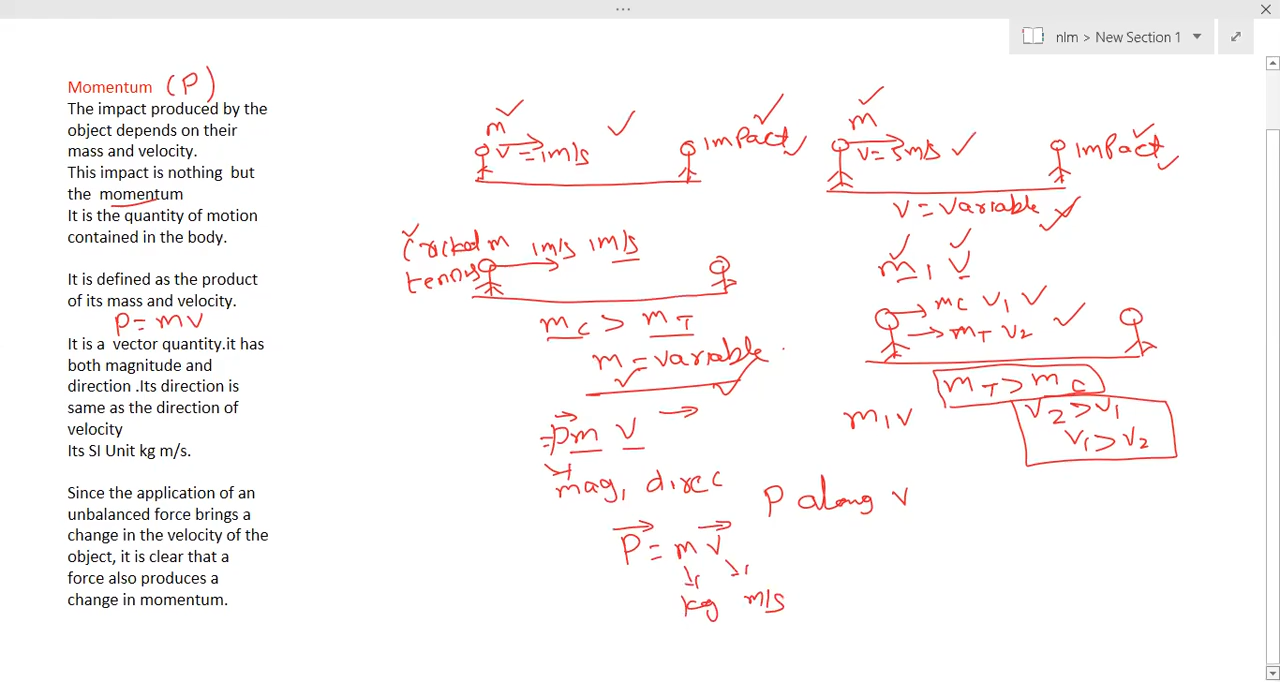 nlm > New Section 1
Momentum (P)
The impact produced by the
object depends on their
mass and velocity.
This impact is nothing but
the momentum
It is the quantity of motion
contained in the body.
It is defined as the product
of its mass and velocity.
P = mv
It is a vector quantity.it has
both magnitude and
direction .Its direction is
same as the direction of
velocity
Its SI Unit kg m/s.
Since the application of an
unbalanced force brings a
change in the velocity of the
object, it is clear that a
force also produces a
change in momentum.
m
v = 1m/s
impact
m
v = 5m/s
impact
v = variable
m 1m/s 1m/s
tennis
m C > m T
m = variable
m, v
mC v1 v
mT v2
m T > m C
v2 > v1
v1 > v2
m, v
= pm v
mag, direc
P along v
P = m v
kg m/s